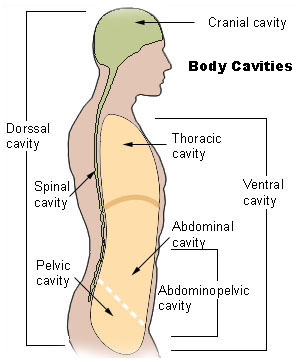 Cranial cavity
Body Cavities
Dorssal
cavity
Thoracic
cavity
Spinal
cavity
Ventral
cavity
Abdominal
cavity
Pelvic
cavity
Abdominopelvic
cavity